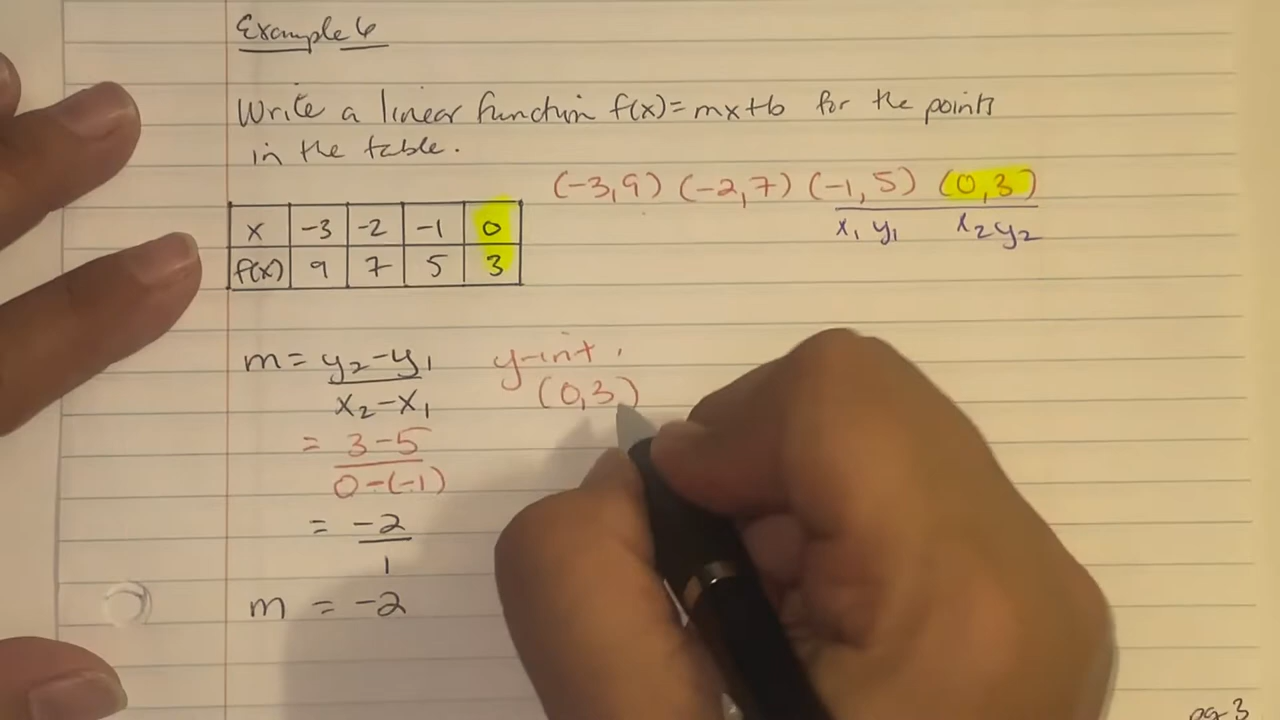 Example 6
Write a linear function f(x)=mx+b for the points
in the table.
(-3,9) (-2,7) (-1,5) (0,3)
x₁ y₁ x₂ y₂
x -3 -2 -1 0
f(x) 9 7 5 3
m = y₂-y₁
x₂-x₁
= 3-5
0-(-1)
= -2
1
m = -2
y-int.
(0,3)
pg 3